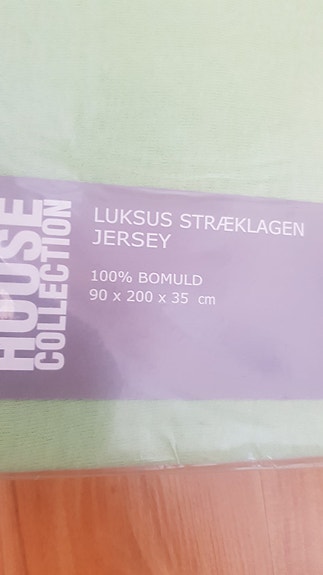 HOUSE
COLLECTION
LUKSUS STRÆKLAGEN
JERSEY
100% BOMULD
90 x 200 x 35 cm